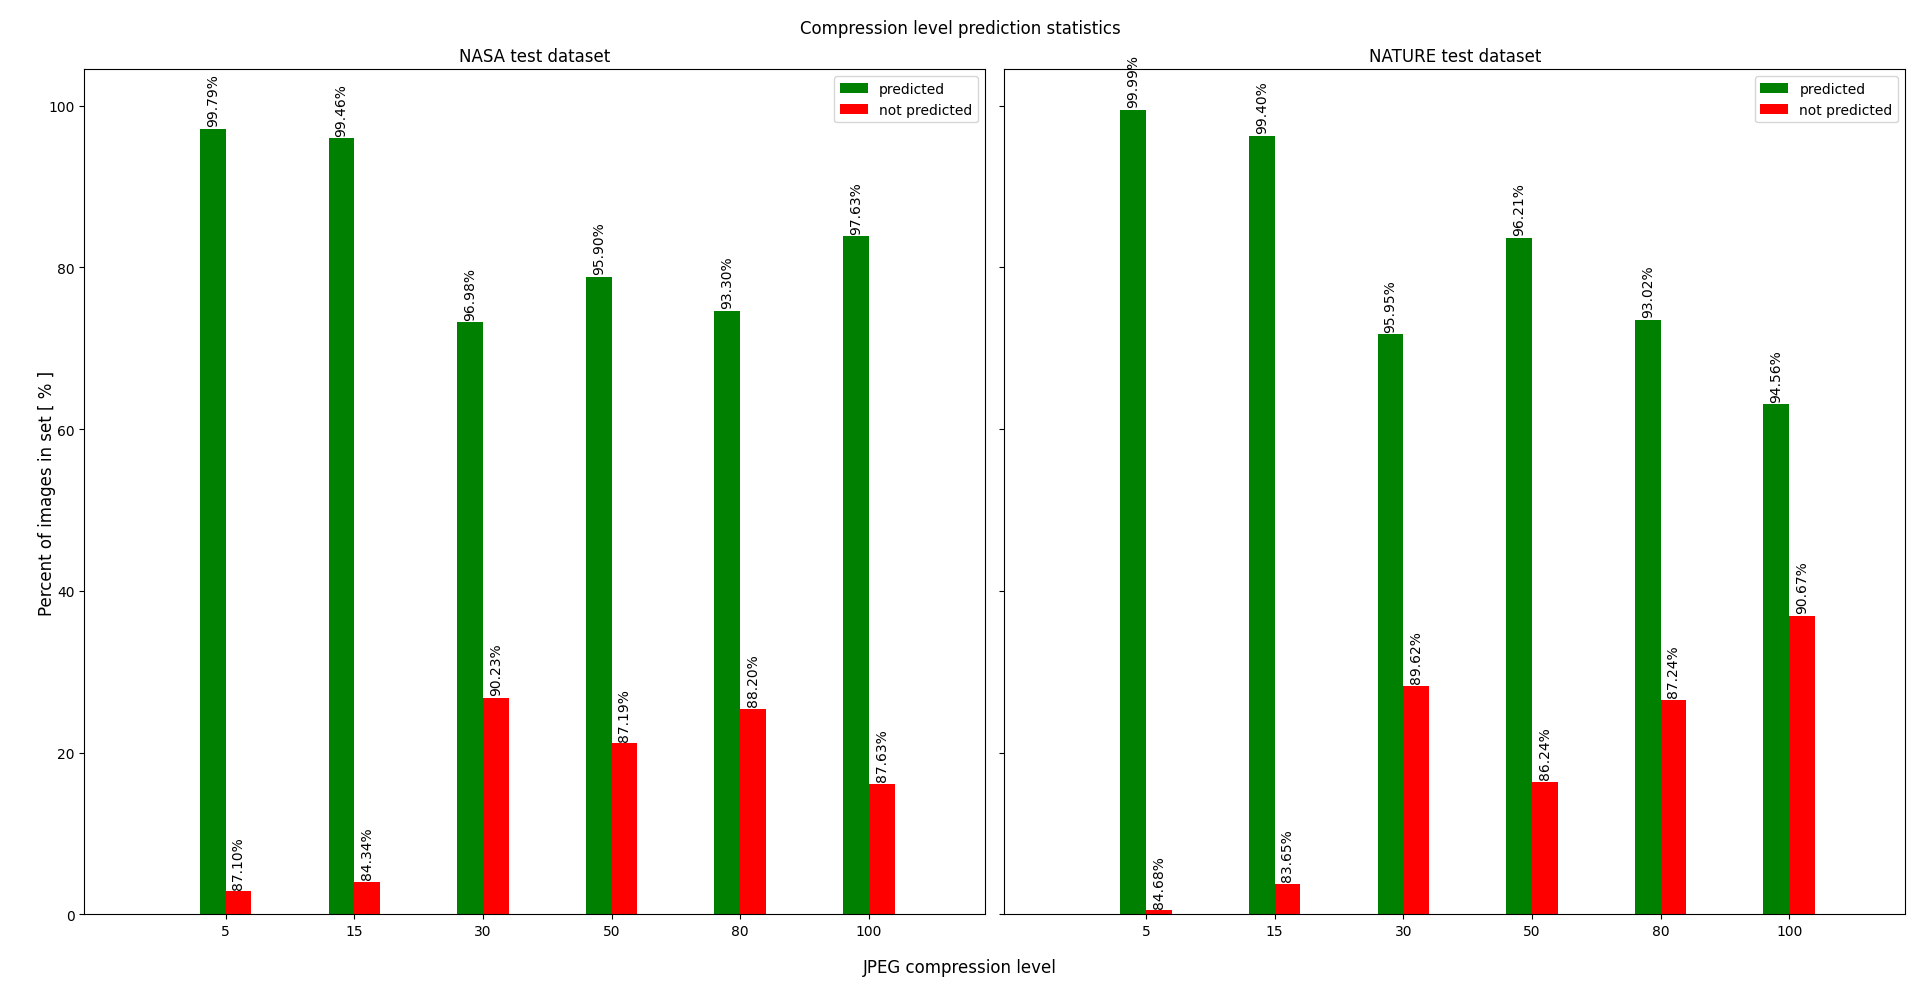 Compression level prediction statistics
NASA test dataset
predicted
not predicted
Percent of images in set [ % ]
100
80
60
40
20
0
99.79%
87.10%
99.46%
84.34%
96.98%
90.23%
95.90%
87.19%
93.30%
88.20%
97.63%
87.63%
5 15 30 50 80 100
NATURE test dataset
predicted
not predicted
99.99%
84.68%
99.40%
83.65%
95.95%
89.62%
96.21%
86.24%
93.02%
87.24%
94.56%
90.67%
5 15 30 50 80 100
JPEG compression level